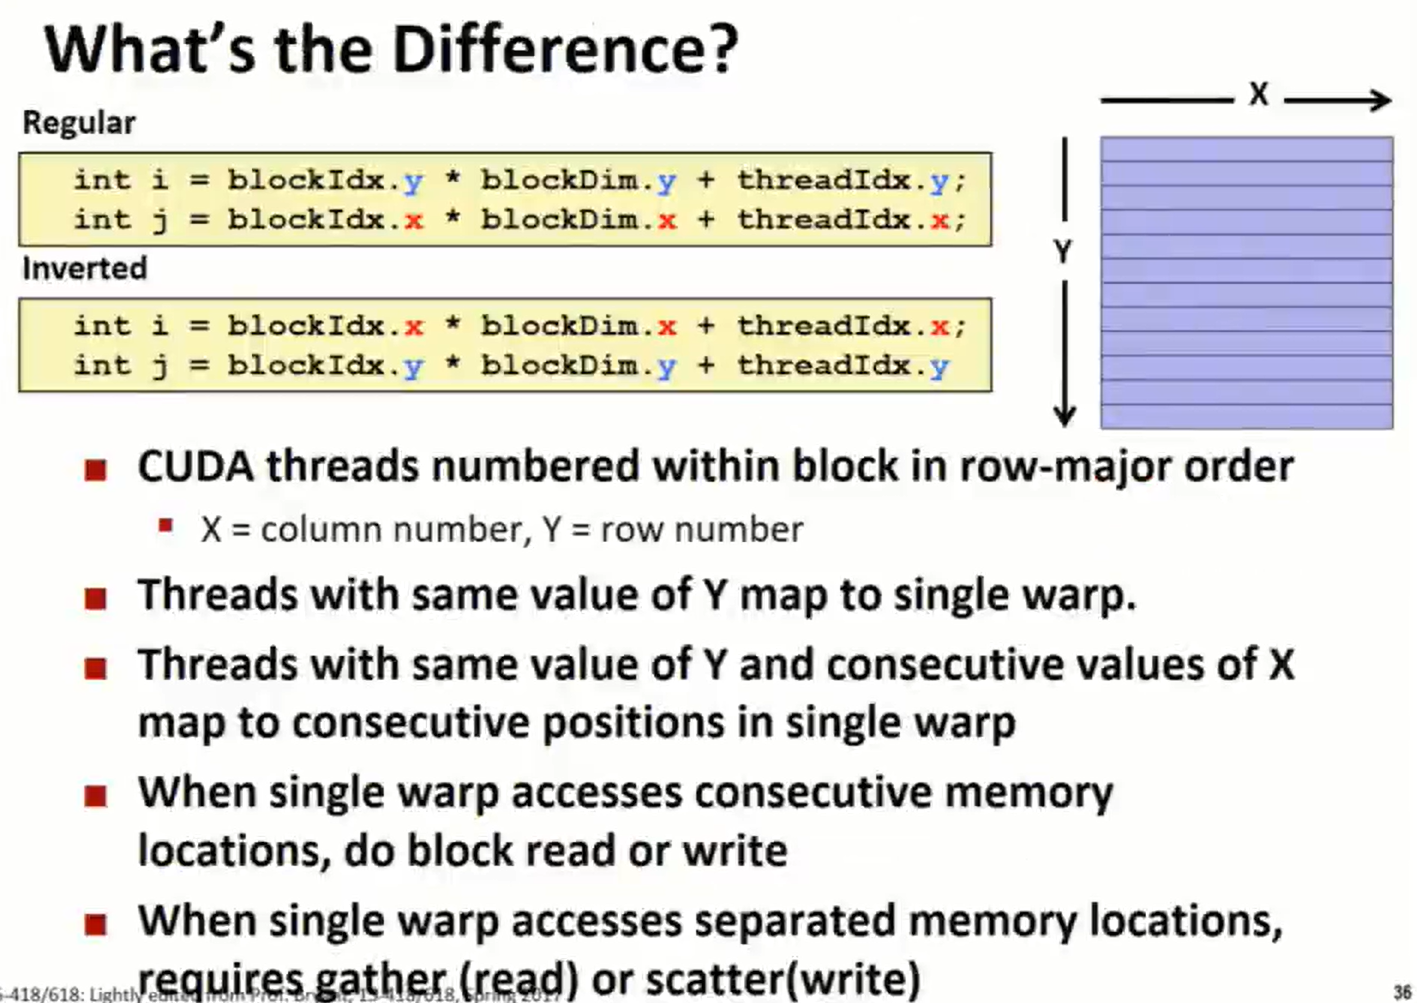 What's the Difference?
Regular
X
int i = blockIdx.y * blockDim.y + threadIdx.y;
int j = blockIdx.x * blockDim.x + threadIdx.x;
Y
Inverted
int i = blockIdx.x * blockDim.x + threadIdx.x;
int j = blockIdx.y * blockDim.y + threadIdx.y
CUDA threads numbered within block in row-major order
X = column number, Y = row number
Threads with same value of Y map to single warp.
Threads with same value of Y and consecutive values of X
map to consecutive positions in single warp
When single warp accesses consecutive memory
locations, do block read or write
When single warp accesses separated memory locations,
requires gather (read) or scatter(write)
5-418/618: Lightly edited from Prof. Bryant, 15-418/618, Spring 2017
36